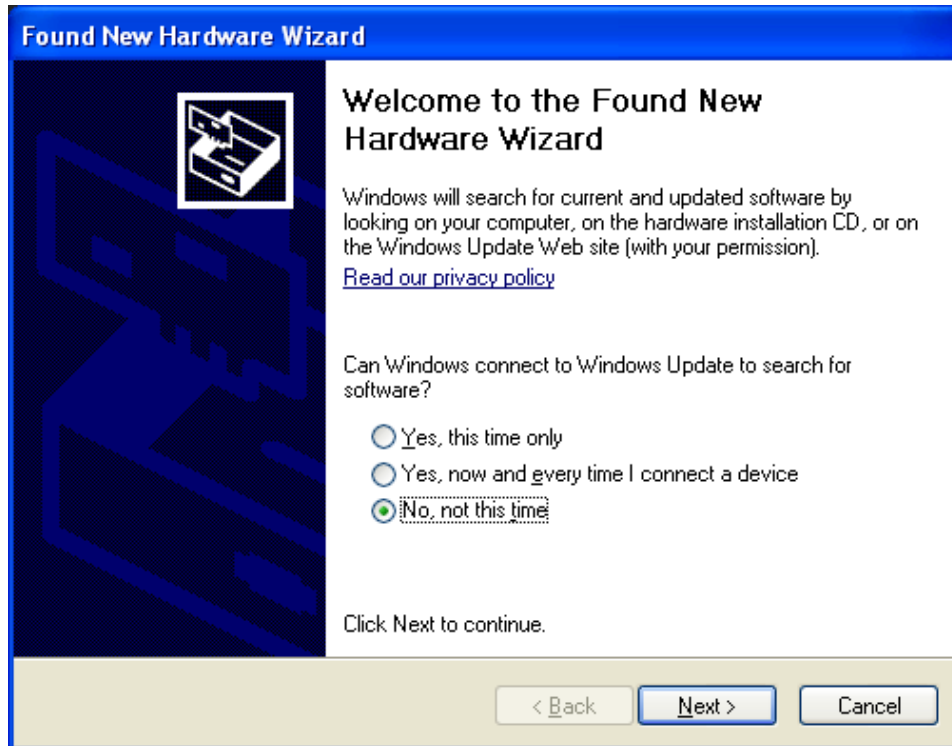 Found New Hardware Wizard
Welcome to the Found New
Hardware Wizard
Windows will search for current and updated software by
looking on your computer, on the hardware installation CD, or on
the Windows Update Web site (with your permission).
Read our privacy policy
Can Windows connect to Windows Update to search for
software?
Yes, this time only
Yes, now and every time I connect a device
No, not this time
Click Next to continue.
< Back
Next >
Cancel